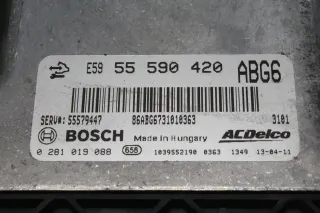 E59 55 590 420 ABG6
SERV#: 55579447 86ABG6731010363 3101
BOSCH Made in Hungary ACDelco
0 281 019 088 658 1039S52190 0363 1349 13-04-11